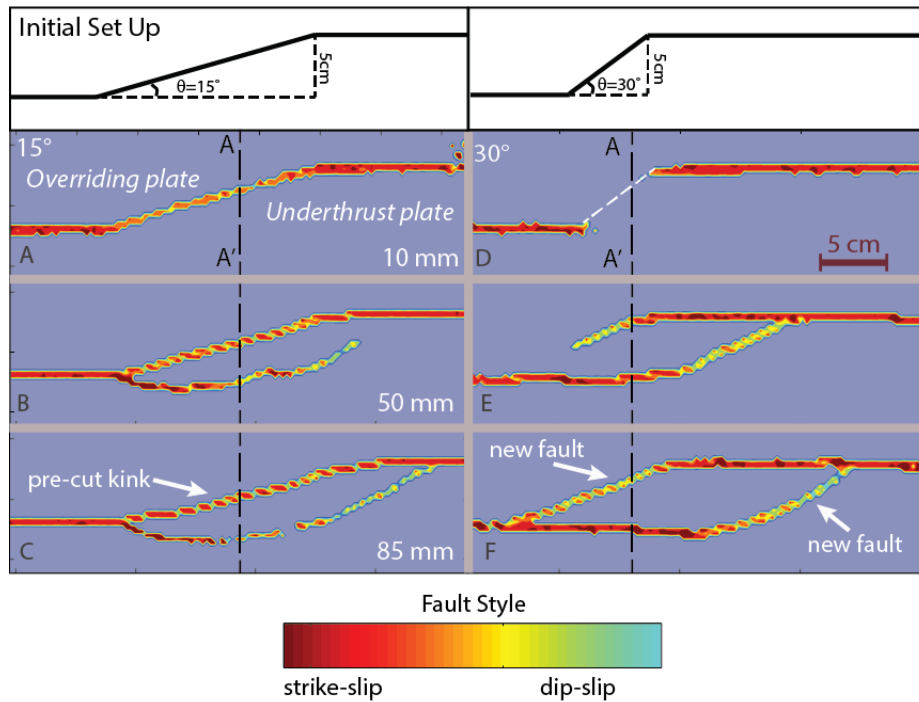 Initial Set Up
θ=15°
5cm
θ=30°
5cm
15°
A
Overriding plate
Underthrust plate
A'
A
10 mm
30°
A
A'
D
5 cm
B
50 mm
E
pre-cut kink
C
85 mm
new fault
new fault
F
Fault Style
strike-slip
dip-slip